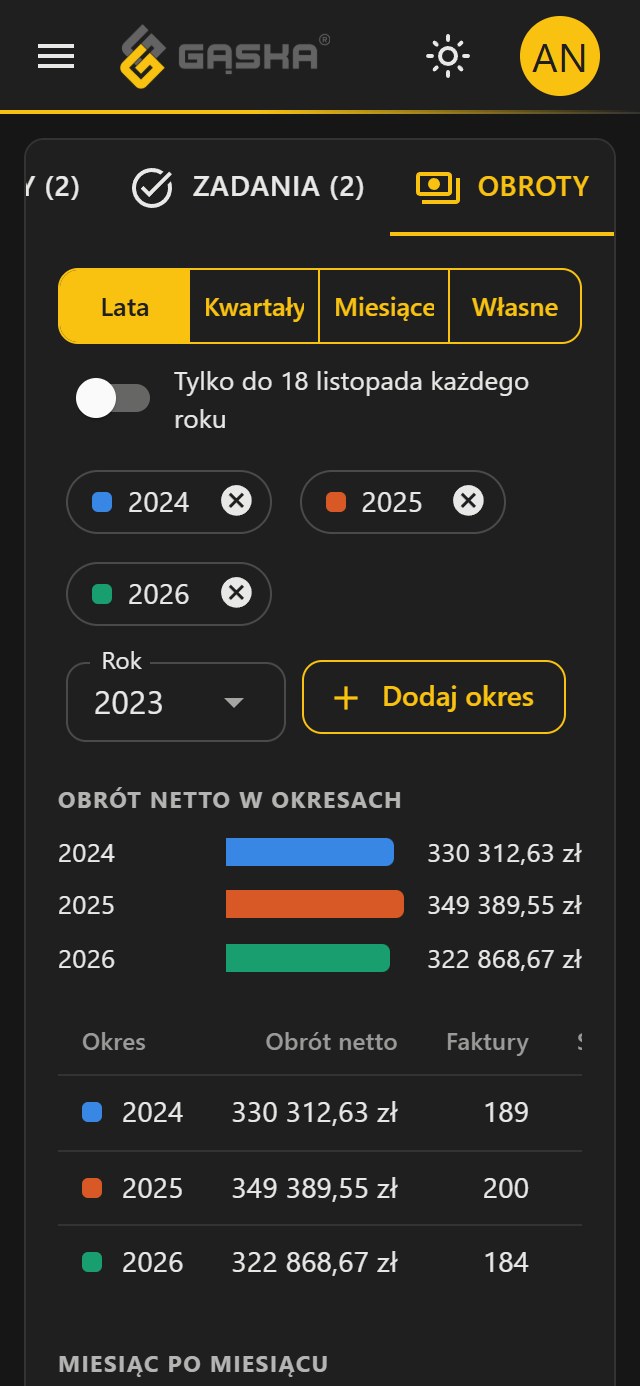 GĄSKA®
AN
Y (2)
ZADANIA (2)
OBROTY
Lata
Kwartały
Miesiące
Własne
Tylko do 18 listopada każdego
roku
2024
2025
2026
Rok
2023
Dodaj okres
OBRÓT NETTO W OKRESACH
2024 330 312,63 zł
2025 349 389,55 zł
2026 322 868,67 zł
Okres Obrót netto Faktury
2024 330 312,63 zł 189
2025 349 389,55 zł 200
2026 322 868,67 zł 184
MIESIĄC PO MIESIĄCU